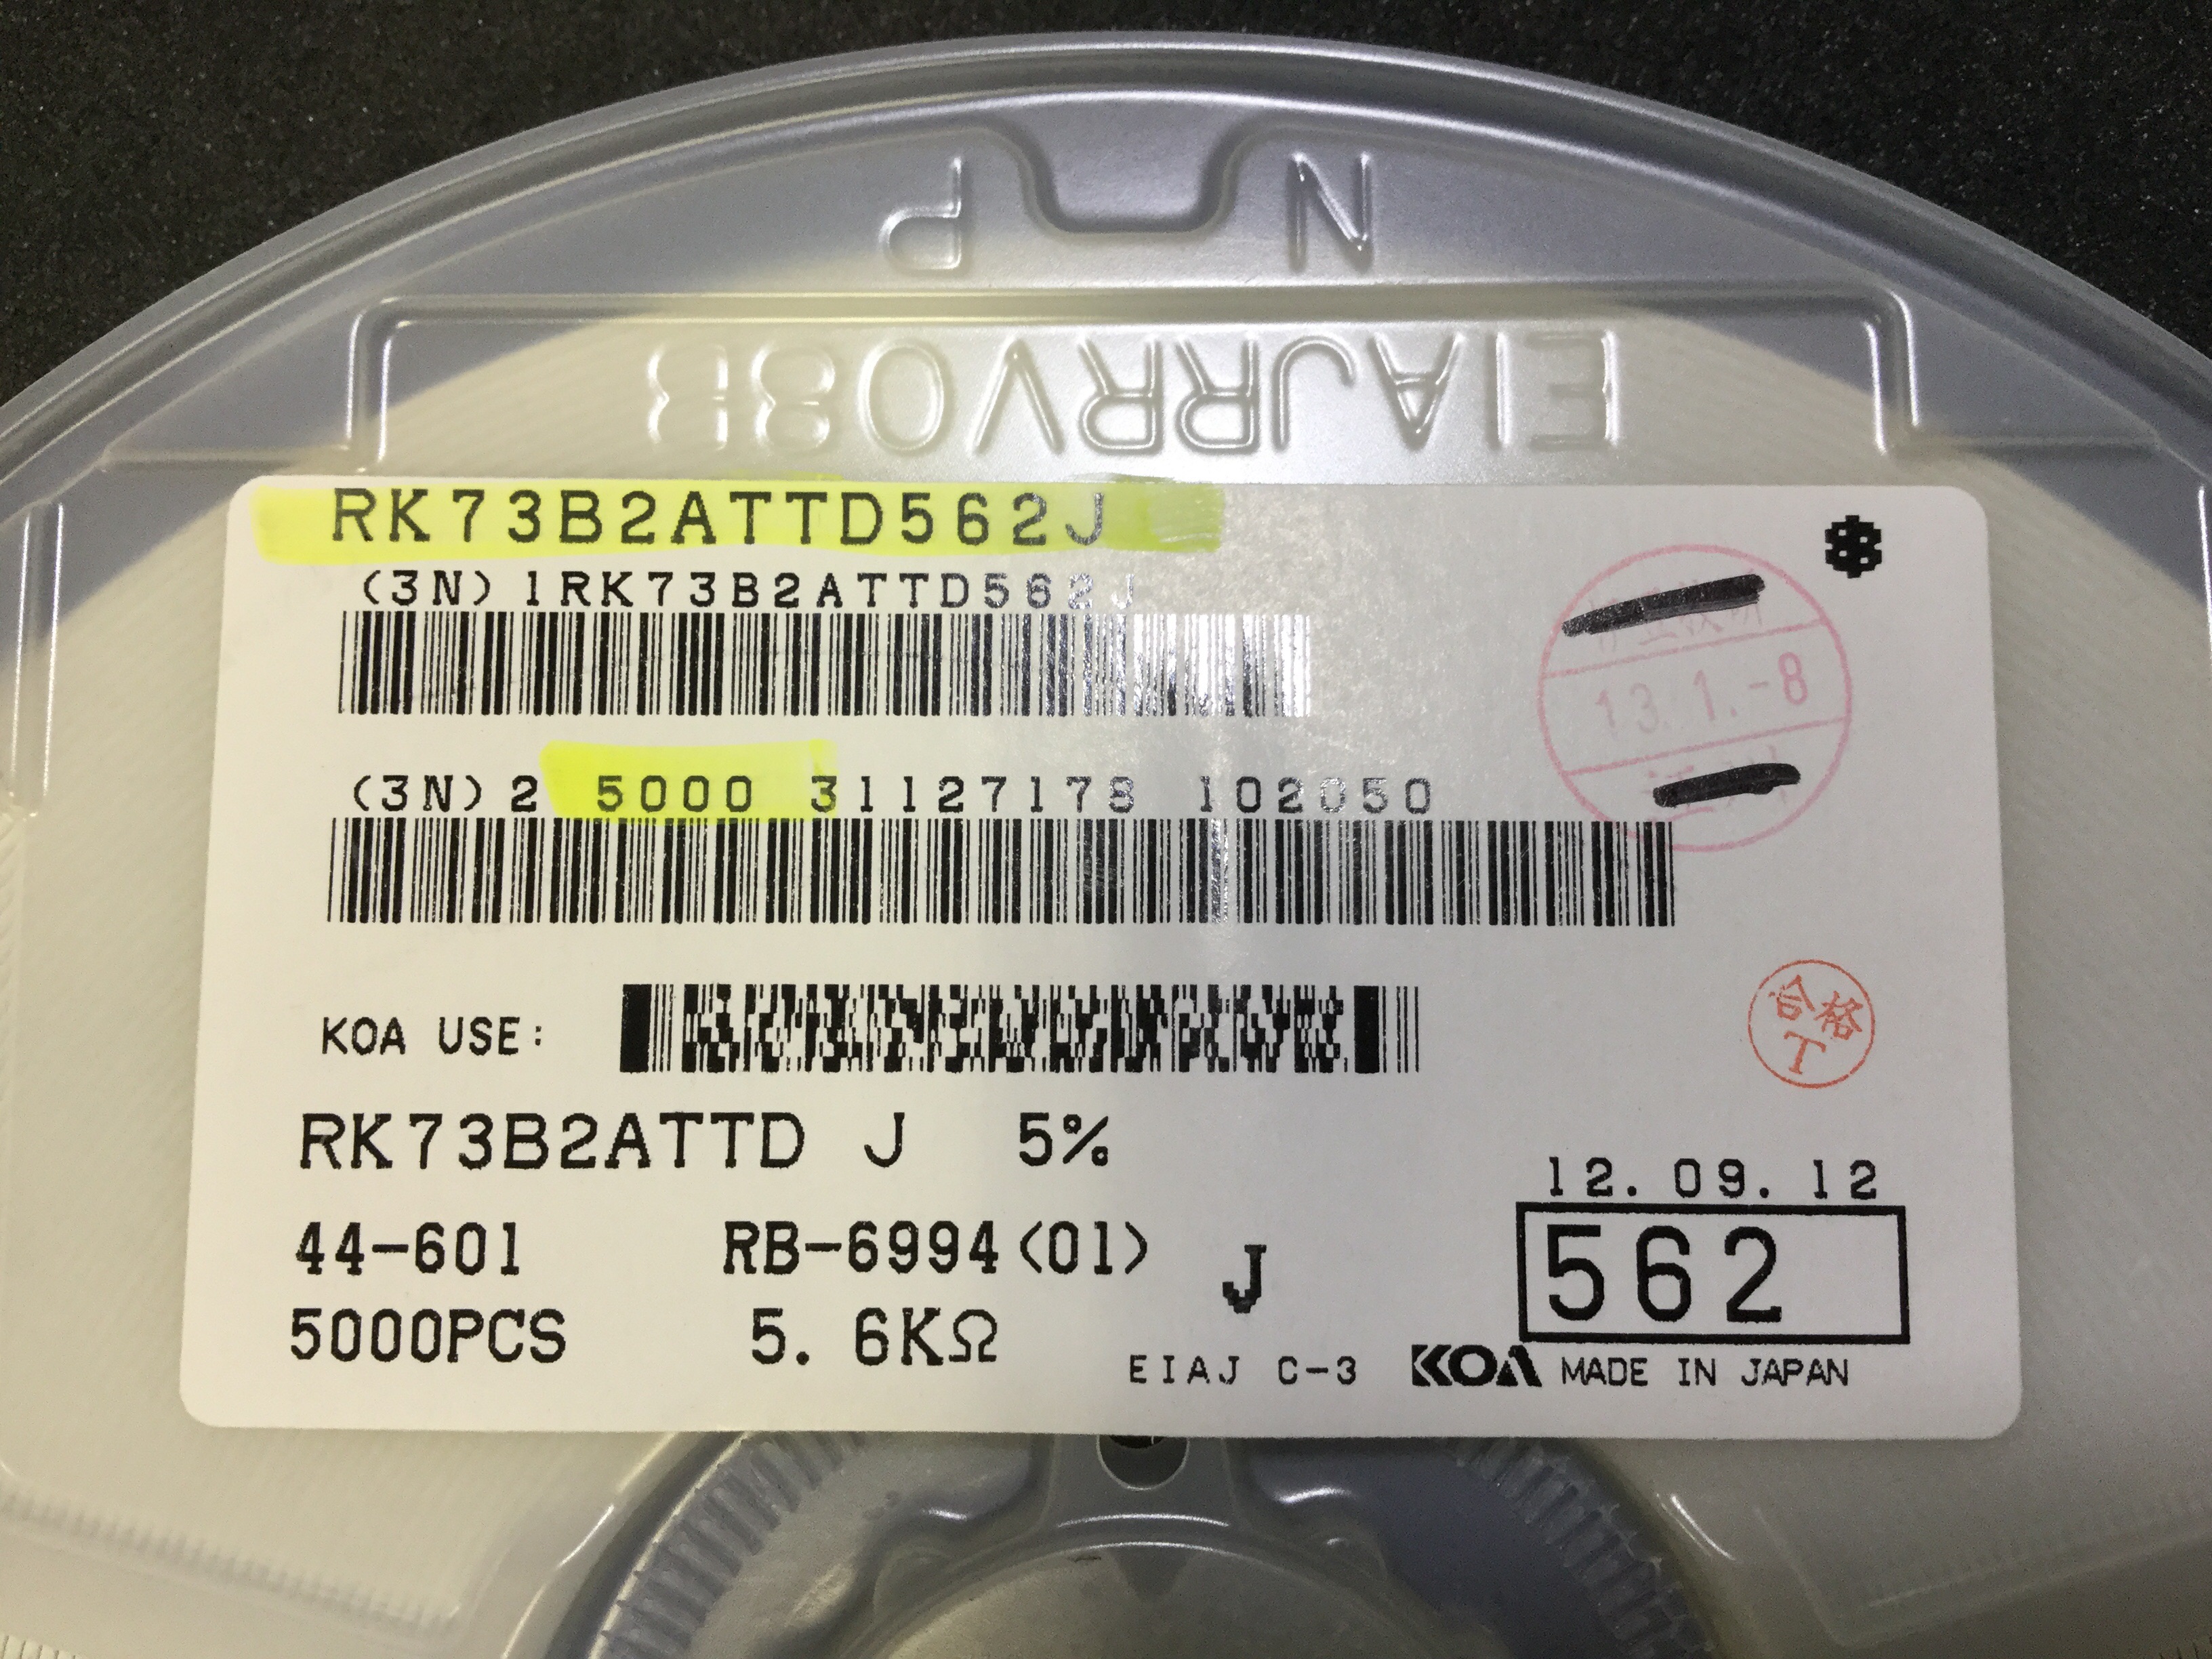 N P
EIAJRRV08B
RK73B2ATTD562J
(3N)1RK73B2ATTD562J
13.1.-8
(3N)2 5000 31127178 102050
KOA USE:
合格
T
RK73B2ATTD J 5%
12.09.12
44-601 RB-6994(01) J
562
5000PCS 5.6KΩ
EIAJ C-3 KOA MADE IN JAPAN